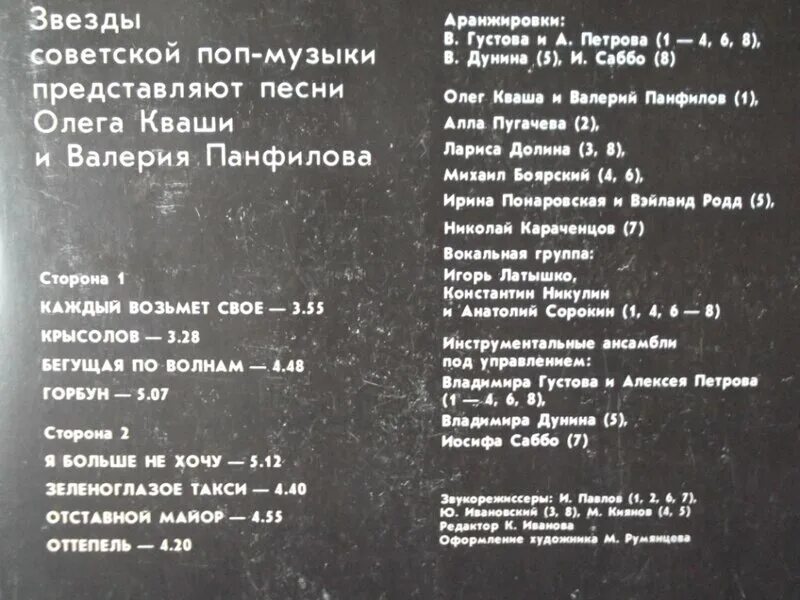 Звезды
советской поп-музыки
представляют песни
Олега Кваши
и Валерия Панфилова
Сторона 1
КАЖДЫЙ ВОЗЬМЕТ СВОЕ — 3.55
КРЫСОЛОВ — 3.28
БЕГУЩАЯ ПО ВОЛНАМ — 4.48
ГОРБУН — 5.07
Сторона 2
Я БОЛЬШЕ НЕ ХОЧУ — 5.12
ЗЕЛЕНОГЛАЗОЕ ТАКСИ — 4.40
ОТСТАВНОЙ МАЙОР — 4.55
ОТТЕПЕЛЬ — 4.20
Аранжировки:
В. Густова и А. Петрова (1 — 4, 6, 8),
В. Дунина (5), И. Саббо (8)
Олег Кваша и Валерий Панфилов (1),
Алла Пугачева (2),
Лариса Долина (3, 8),
Михаил Боярский (4, 6),
Ирина Понаровская и Вэйланд Родд (5),
Николай Караченцов (7)
Вокальная группа:
Игорь Латышко,
Константин Никулин
и Анатолий Сорокин (1, 4, 6 — 8)
Инструментальные ансамбли
под управлением:
Владимира Густова и Алексея Петрова
(1 — 4, 6, 8),
Владимира Дунина (5),
Иосифа Саббо (7)
Звукорежиссеры: И. Павлов (1, 2, 6, 7),
Ю. Ивановский (3, 8), М. Киянов (4, 5)
Редактор К. Иванова
Оформление художника М. Румянцева